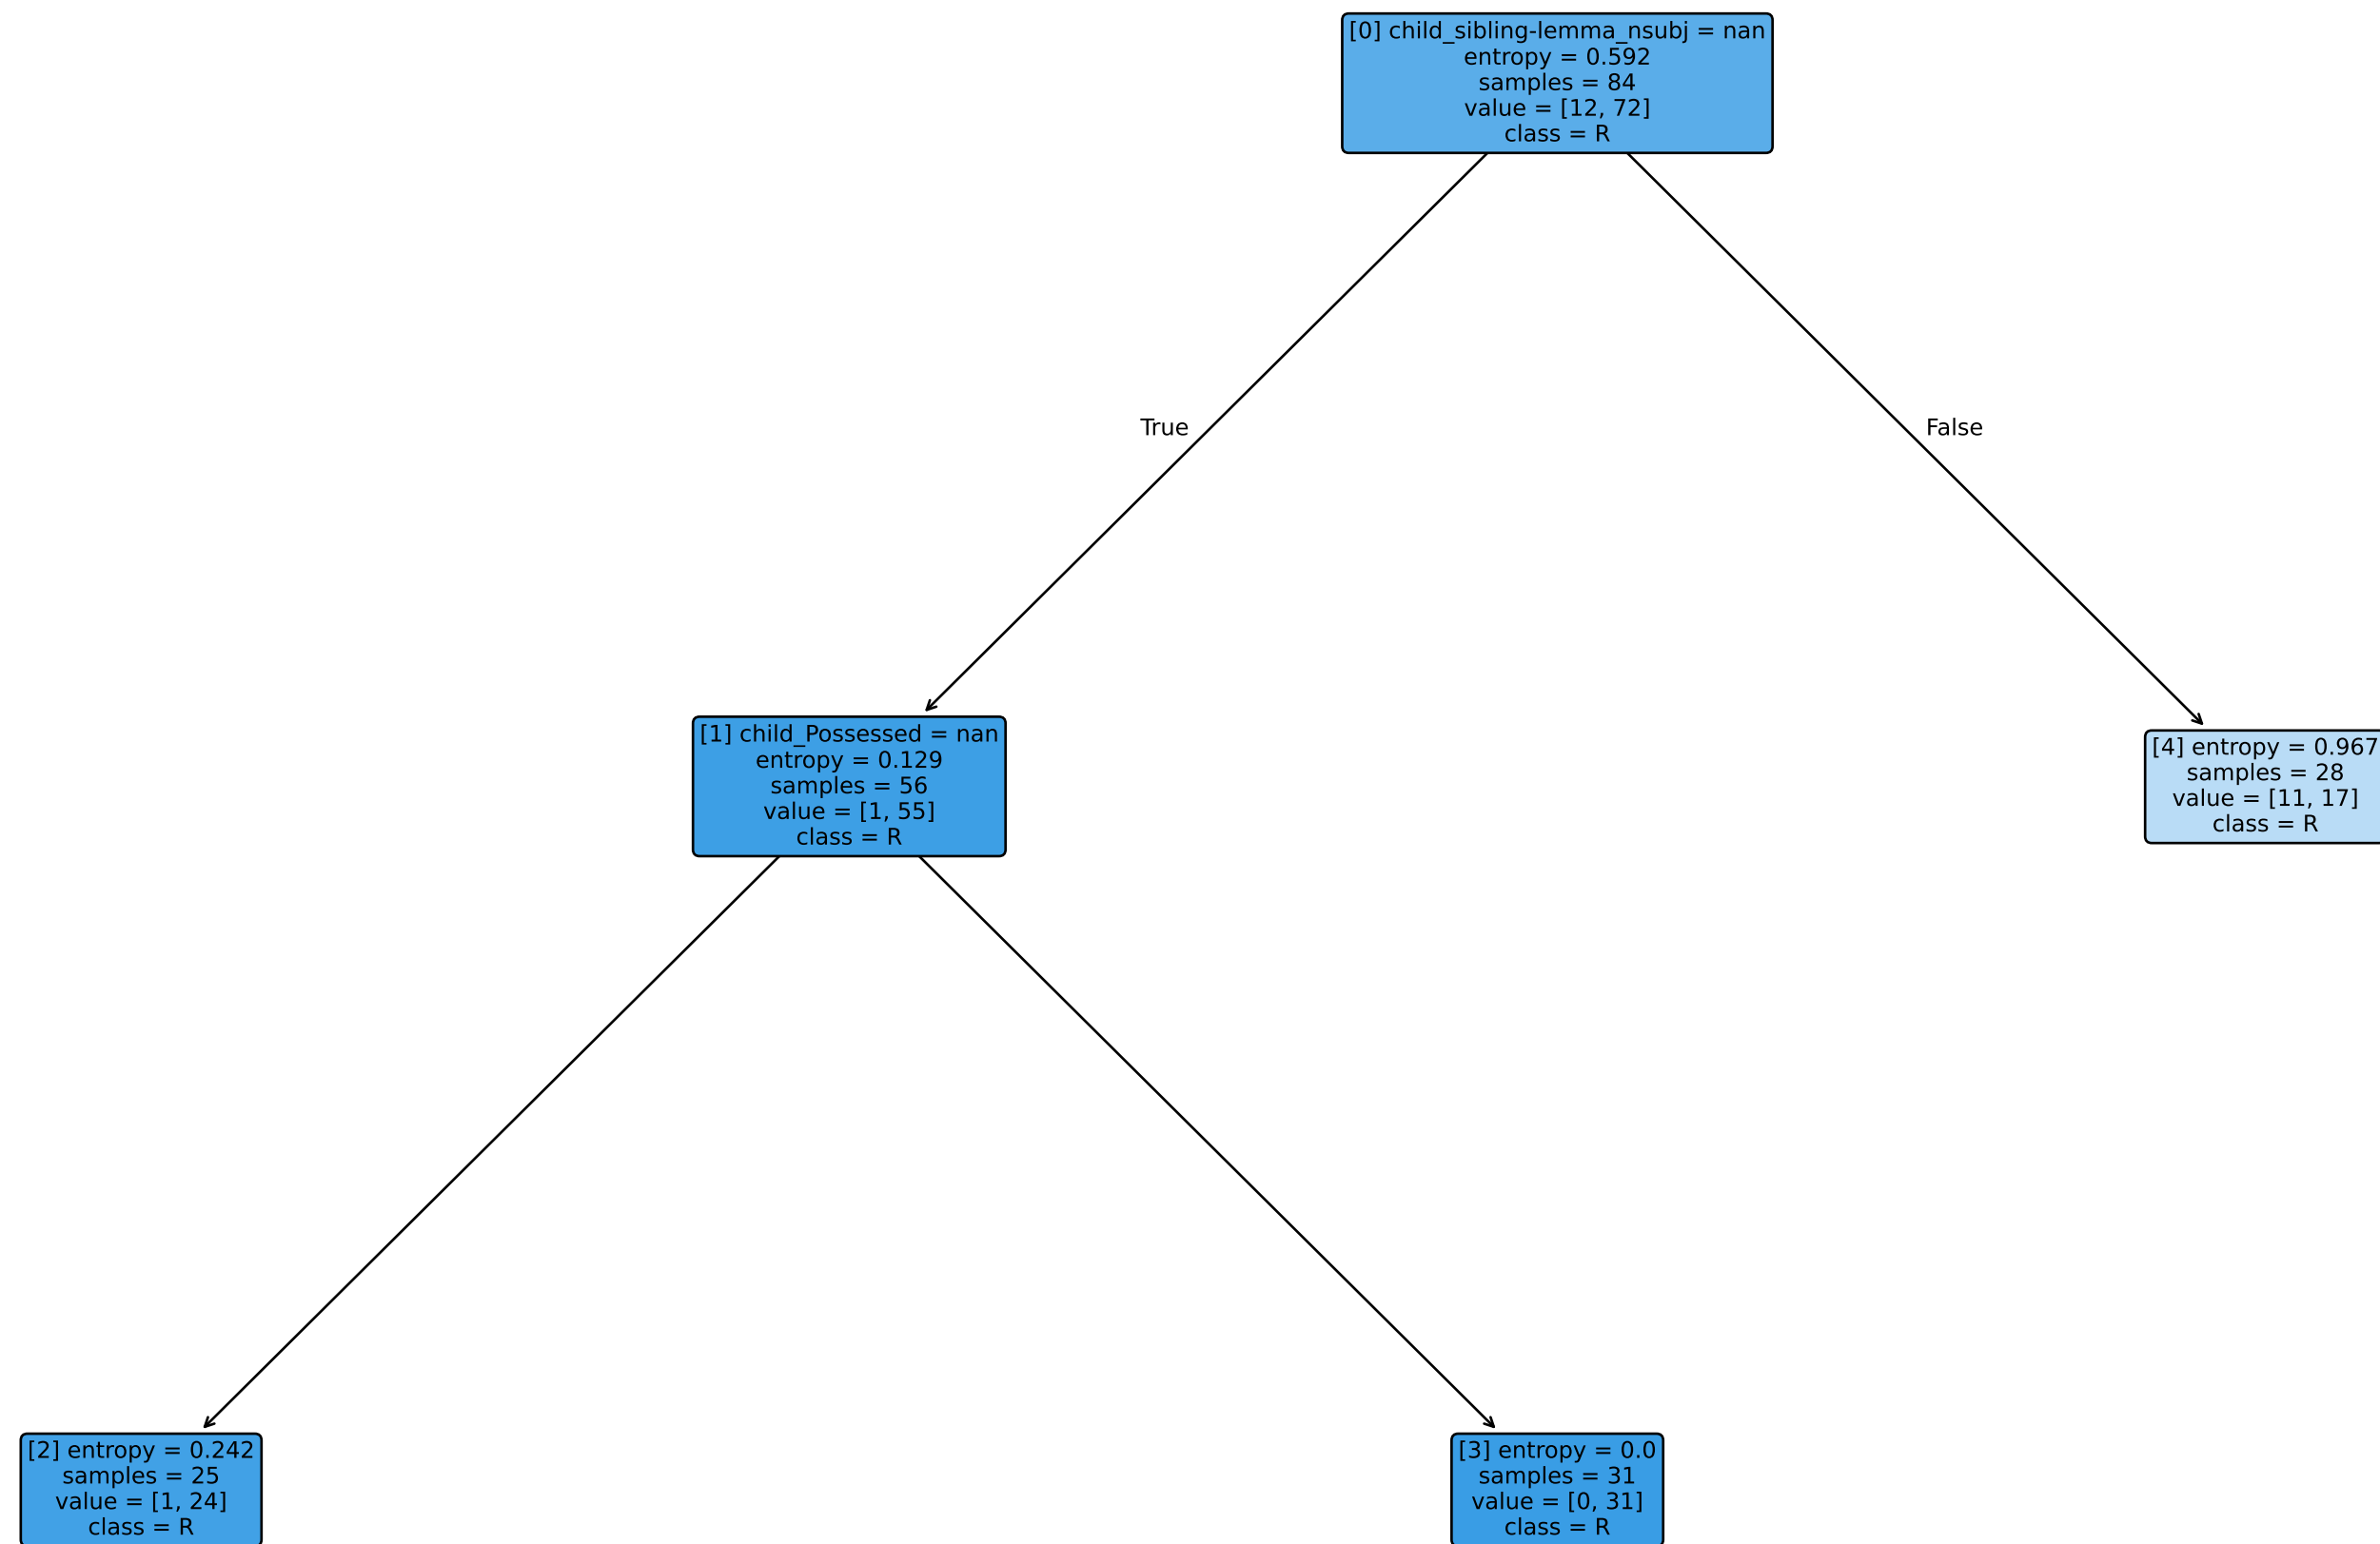 [0] child_sibling-lemma_nsubj = nan
entropy = 0.592
samples = 84
value = [12, 72]
class = R
True
False
[1] child_Possessed = nan
entropy = 0.129
samples = 56
value = [1, 55]
class = R
[4] entropy = 0.967
samples = 28
value = [11, 17]
class = R
[2] entropy = 0.242
samples = 25
value = [1, 24]
class = R
[3] entropy = 0.0
samples = 31
value = [0, 31]
class = R